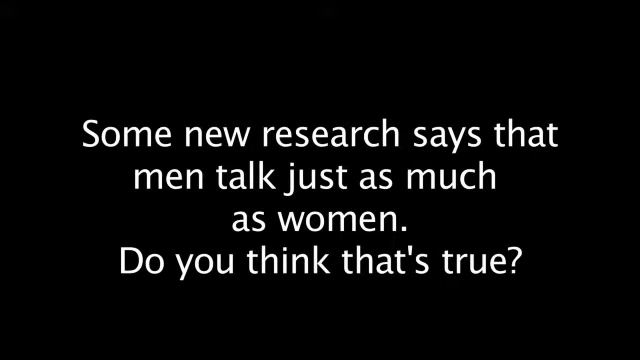 Some new research says that
men talk just as much
as women.
Do you think that's true?